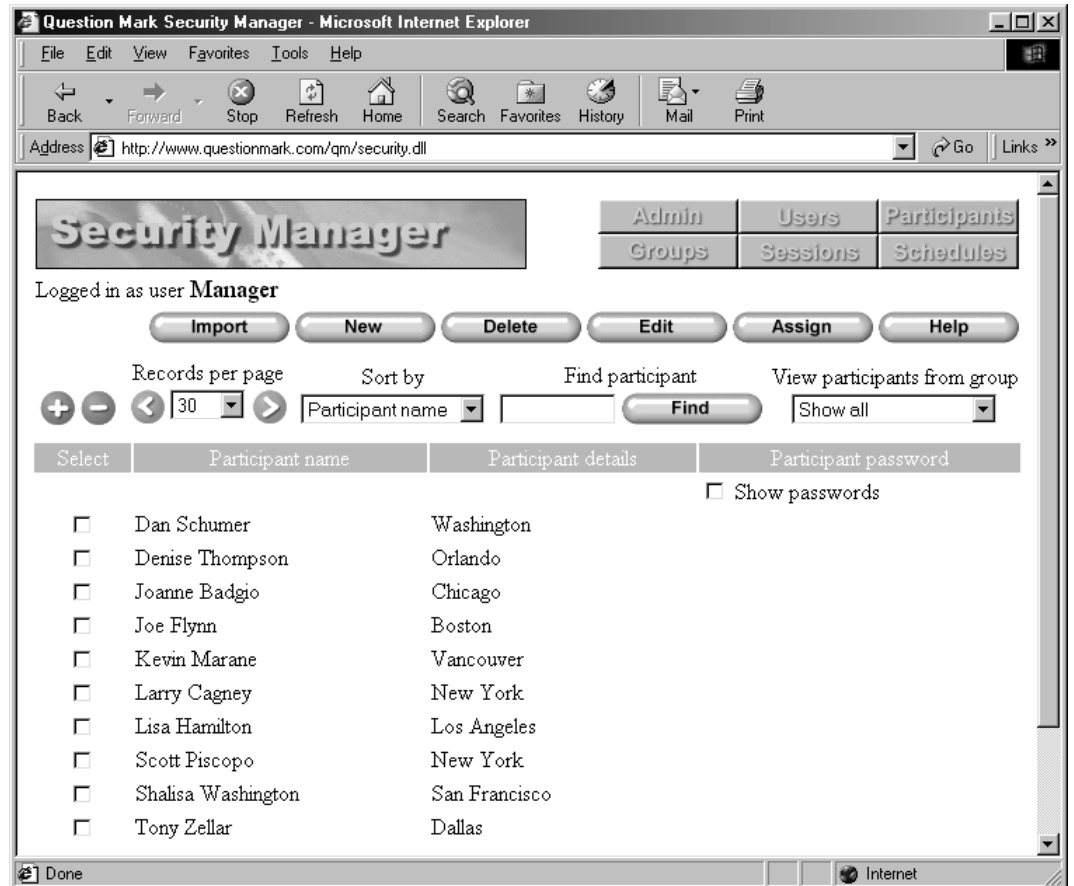 Question Mark Security Manager - Microsoft Internet Explorer
File Edit View Favorites Tools Help
Back Forward Stop Refresh Home Search Favorites History Mail Print
Address http://www.questionmark.com/qm/security.dll Go Links »
Security Manager
Admin Users Participants
Groups Sessions Schedules
Logged in as user Manager
Import New Delete Edit Assign Help
Records per page Sort by Find participant View participants from group
30 Participant name Find Show all
Select Participant name Participant details Participant password
Show passwords
Dan Schumer Washington
Denise Thompson Orlando
Joanne Badgio Chicago
Joe Flynn Boston
Kevin Marane Vancouver
Larry Cagney New York
Lisa Hamilton Los Angeles
Scott Piscopo New York
Shalisa Washington San Francisco
Tony Zellar Dallas
Done Internet